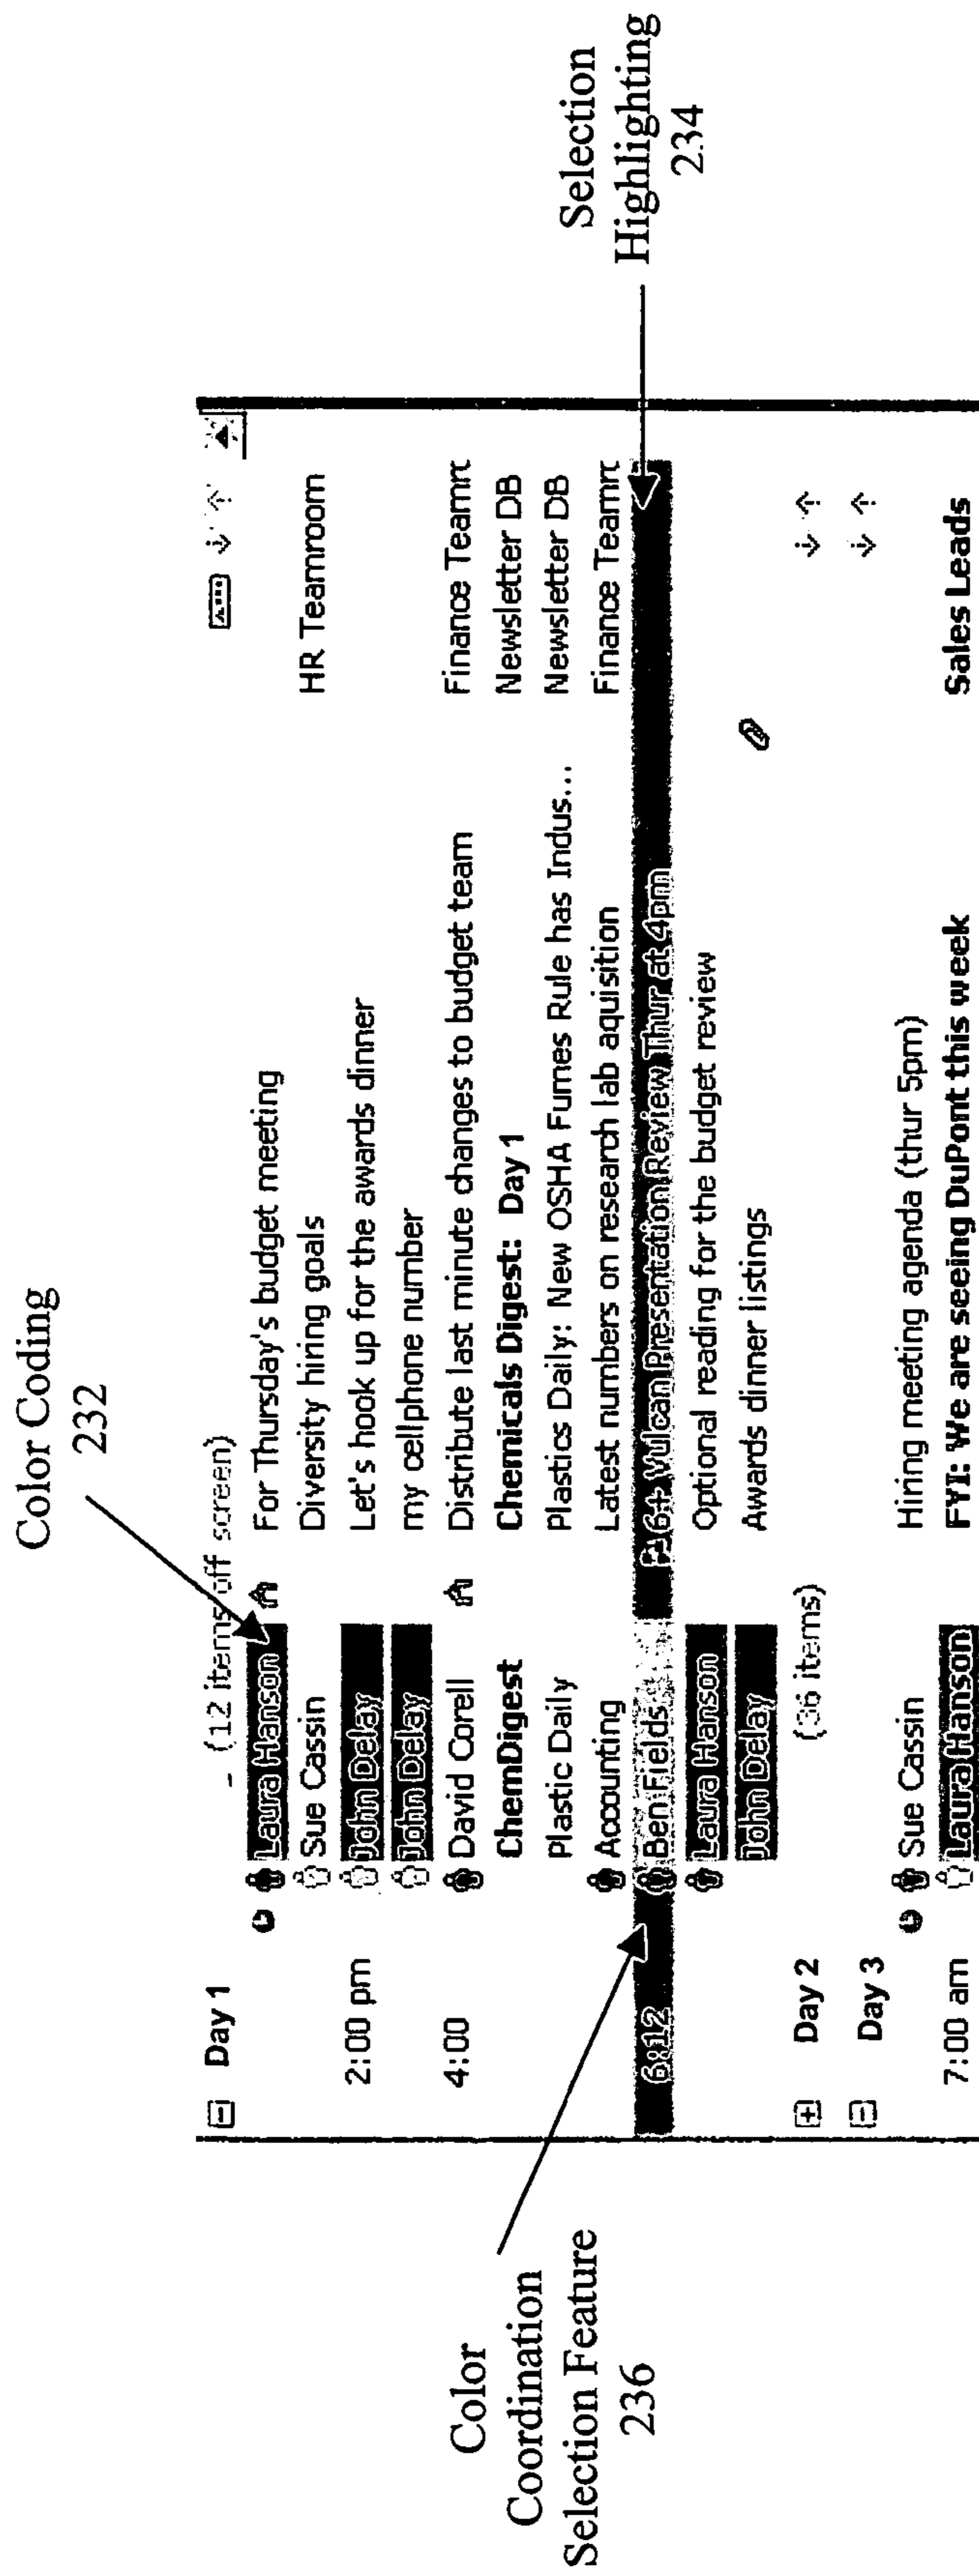 Color Coding
232
Day 1
– (12 items off screen)
Laura Hanson For Thursday's budget meeting
Sue Cassin Diversity hiring goals HR Teamroom
2:00 pm John Delay Let's hook up for the awards dinner
John Delay my cellphone number
4:00 David Corell Distribute last minute changes to budget team Finance Teamrc
ChemDigest Chemicals Digest: Day 1 Newsletter DB
Plastic Daily Plastics Daily: New OSHA Fumes Rule has Indus... Newsletter DB
Accounting Latest numbers on research lab aquisition Finance Teamrc
6:12 Ben Fields 6+ Vulcan Presentation Review Thur at 4pm
Laura Hanson Optional reading for the budget review
John Delay Awards dinner listings
Day 2 (36 items)
Day 3
Sue Cassin Hiring meeting agenda (thur 5pm)
7:00 am Laura Hanson FYI: We are seeing DuPont this week Sales Leads
Color
Coordination
Selection Feature
236
Selection
Highlighting
234